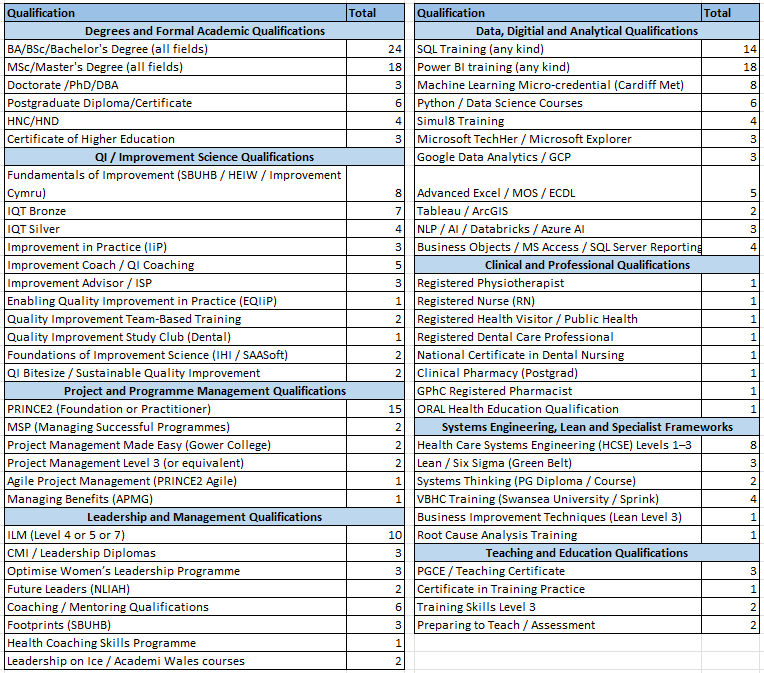 Qualification Total
Degrees and Formal Academic Qualifications
BA/BSc/Bachelor's Degree (all fields) 24
MSc/Master's Degree (all fields) 18
Doctorate /PhD/DBA 3
Postgraduate Diploma/Certificate 6
HNC/HND 4
Certificate of Higher Education 3
QI / Improvement Science Qualifications
Fundamentals of Improvement (SBUHB / HEIW / Improvement
Cymru) 8
IQT Bronze 7
IQT Silver 4
Improvement in Practice (IiP) 3
Improvement Coach / QI Coaching 5
Improvement Advisor / ISP 3
Enabling Quality Improvement in Practice (EQIiP) 1
Quality Improvement Team-Based Training 2
Quality Improvement Study Club (Dental) 1
Foundations of Improvement Science (IHI / SAASoft) 2
QI Bitesize / Sustainable Quality Improvement 2
Project and Programme Management Qualifications
PRINCE2 (Foundation or Practitioner) 15
MSP (Managing Successful Programmes) 2
Project Management Made Easy (Gower College) 2
Project Management Level 3 (or equivalent) 2
Agile Project Management (PRINCE2 Agile) 1
Managing Benefits (APMG) 1
Leadership and Management Qualifications
ILM (Level 4 or 5 or 7) 10
CMI / Leadership Diplomas 3
Optimise Women’s Leadership Programme 3
Future Leaders (NLIAH) 2
Coaching / Mentoring Qualifications 6
Footprints (SBUHB) 3
Health Coaching Skills Programme 1
Leadership on Ice / Academi Wales courses 2
Qualification Total
Data, Digitial and Analytical Qualifications
SQL Training (any kind) 14
Power BI training (any kind) 18
Machine Learning Micro-credential (Cardiff Met) 8
Python / Data Science Courses 6
Simul8 Training 4
Microsoft TechHer / Microsoft Explorer 3
Google Data Analytics / GCP 3
Advanced Excel / MOS / ECDL 5
Tableau / ArcGIS 2
NLP / AI / Databricks / Azure AI 3
Business Objects / MS Access / SQL Server Reporting 4
Clinical and Professional Qualifications
Registered Physiotherapist 1
Registered Nurse (RN) 1
Registered Health Visitor / Public Health 1
Registered Dental Care Professional 1
National Certificate in Dental Nursing 1
Clinical Pharmacy (Postgrad) 1
GPhC Registered Pharmacist 1
ORAL Health Education Qualification 1
Systems Engineering, Lean and Specialist Frameworks
Health Care Systems Engineering (HCSE) Levels 1–3 8
Lean / Six Sigma (Green Belt) 3
Systems Thinking (PG Diploma / Course) 2
VBHC Training (Swansea University / Sprink) 4
Business Improvement Techniques (Lean Level 3) 1
Root Cause Analysis Training 1
Teaching and Education Qualifications
PGCE / Teaching Certificate 3
Certificate in Training Practice 1
Training Skills Level 3 2
Preparing to Teach / Assessment 2